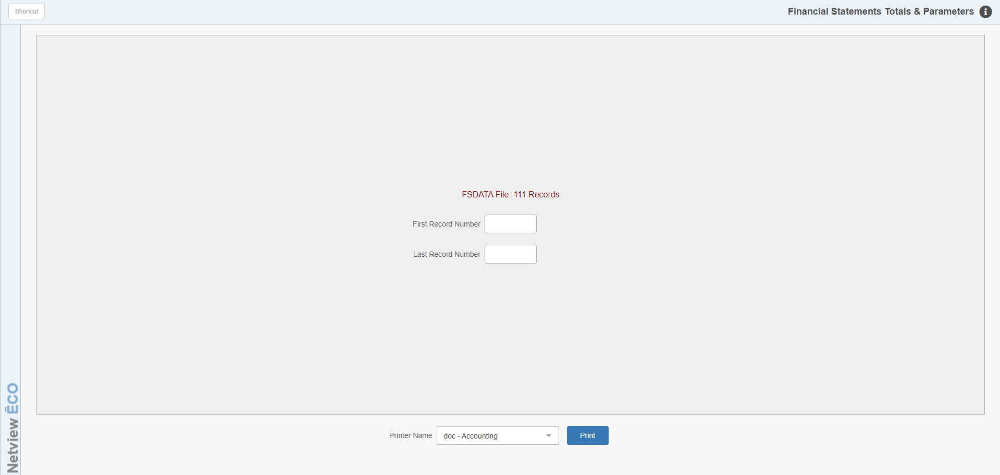 Shortcut
Financial Statements Totals & Parameters
FSDATA File: 111 Records
First Record Number
Last Record Number
Printer Name
doc - Accounting
Print
Netview ĒCO